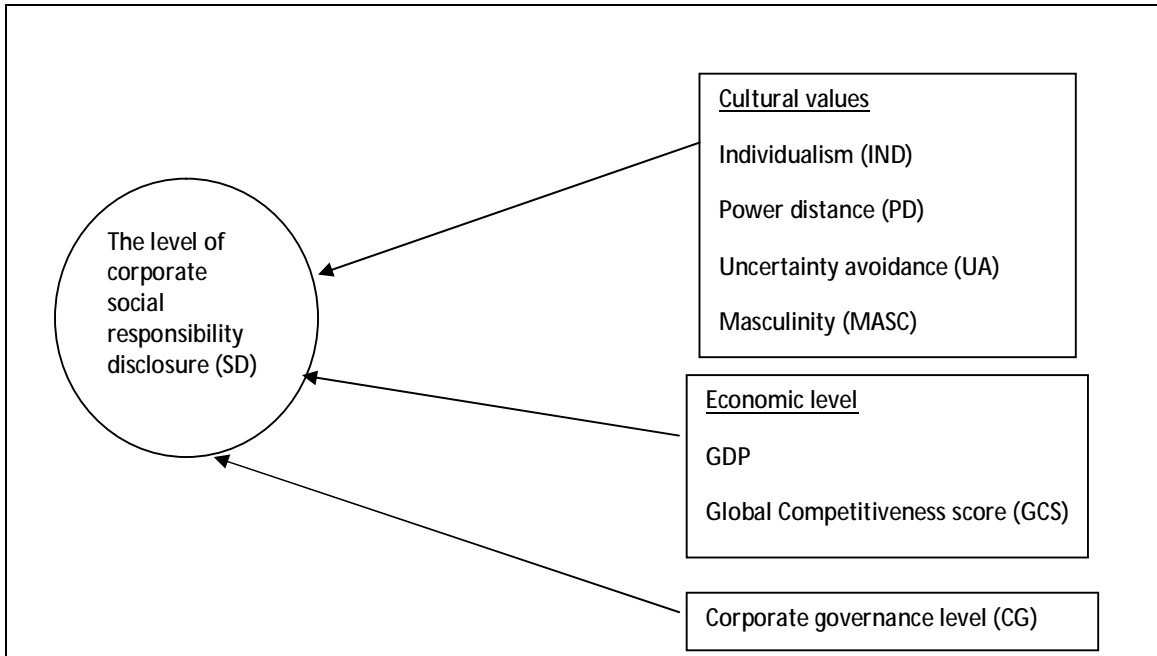 The level of
corporate
social
responsibility
disclosure (SD)
Cultural values
Individualism (IND)
Power distance (PD)
Uncertainty avoidance (UA)
Masculinity (MASC)
Economic level
GDP
Global Competitiveness score (GCS)
Corporate governance level (CG)